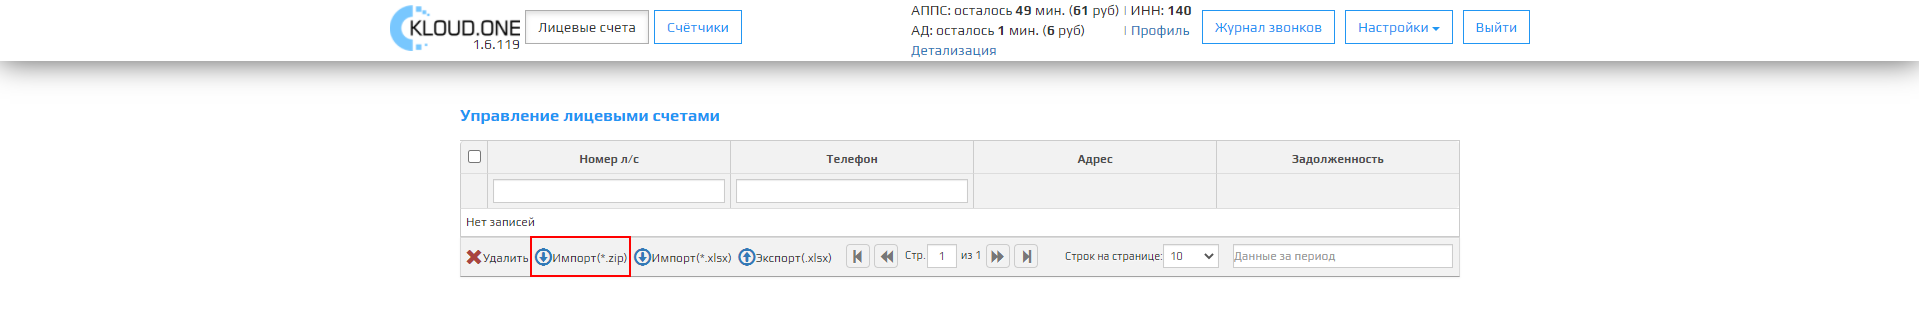 KLOUD.ONE
1.6.119
Лицевые счета
Счётчики
АППС: осталось 49 мин. (61 руб) | ИНН: 140
АД: осталось 1 мин. (6 руб) | Профиль
Детализация
Журнал звонков
Настройки
Выйти
Управление лицевыми счетами
Номер л/с Телефон Адрес Задолженность
Нет записей
Удалить Импорт(*.zip) Импорт(*.xlsx) Экспорт(.xlsx) Стр. 1 из 1 Строк на странице: 10 Данные за период